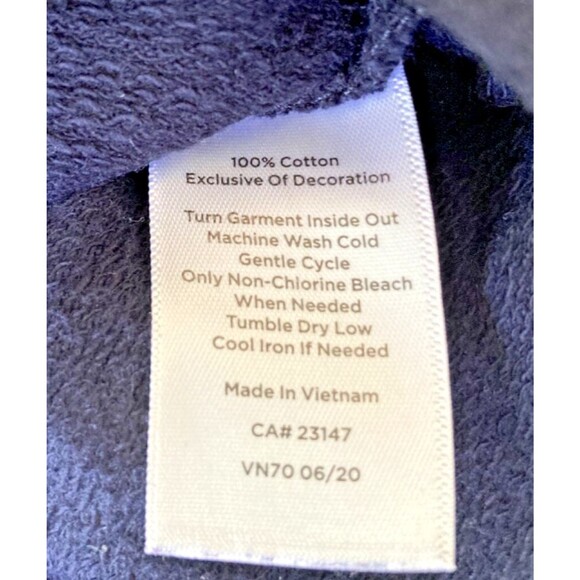 100% Cotton
Exclusive Of Decoration
Turn Garment Inside Out
Machine Wash Cold
Gentle Cycle
Only Non-Chlorine Bleach
When Needed
Tumble Dry Low
Cool Iron If Needed
Made In Vietnam
CA# 23147
VN70 06/20